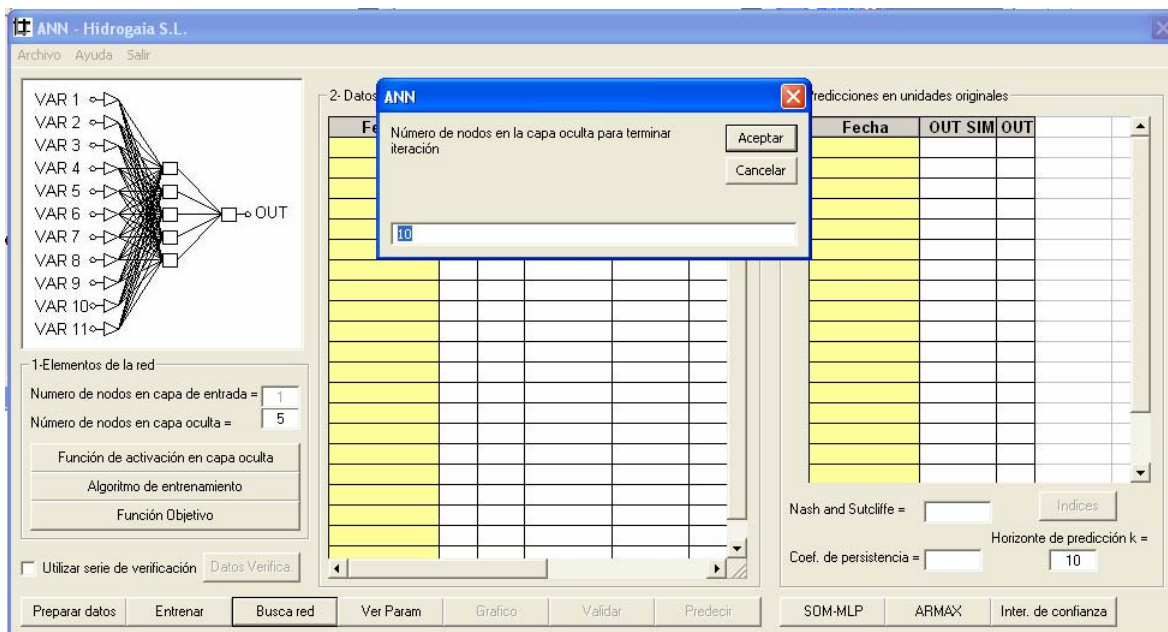 ANN - Hidrogaia S.L.
Archivo Ayuda Salir
VAR 1
VAR 2
VAR 3
VAR 4
VAR 5
VAR 6
VAR 7
VAR 8
VAR 9
VAR 10
VAR 11
OUT
1-Elementos de la red
Numero de nodos en capa de entrada = 1
Número de nodos en capa oculta = 5
Función de activación en capa oculta
Algoritmo de entrenamiento
Función Objetivo
Utilizar serie de verificación Datos Verifica.
2- Datos
Fe
ANN
Número de nodos en la capa oculta para terminar
iteración
Aceptar
Cancelar
10
Predicciones en unidades originales
Fecha OUT SIM OUT
Nash and Sutcliffe =
Indices
Horizonte de predicción k =
Coef. de persistencia =
10
Preparar datos Entrenar Busca red Ver Param Grafico Validar Predecir SOM-MLP ARMAX Inter. de confianza